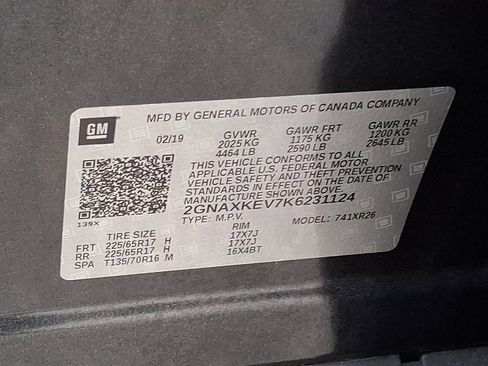 MFD BY GENERAL MOTORS OF CANADA COMPANY
GM
02/19 GVWR GAWR FRT GAWR RR
2025 KG 1175 KG 1200 KG
4464 LB 2590 LB 2645 LB
THIS VEHICLE CONFORMS TO ALL
APPLICABLE U.S. FEDERAL MOTOR
VEHICLE SAFETY, BUMPER, AND
THEFT PREVENTION STANDARDS IN
EFFECT ON THE DATE OF
MANUFACTURE SHOWN ABOVE.
2GNAXKEV7K6231124
TYPE: M.P.V. MODEL: 741XR26
139X
TIRE SIZE RIM
FRT 225/65R17 H 17X7J
RR 225/65R17 H 17X7J
SPA T135/70R16 M 16X4BT